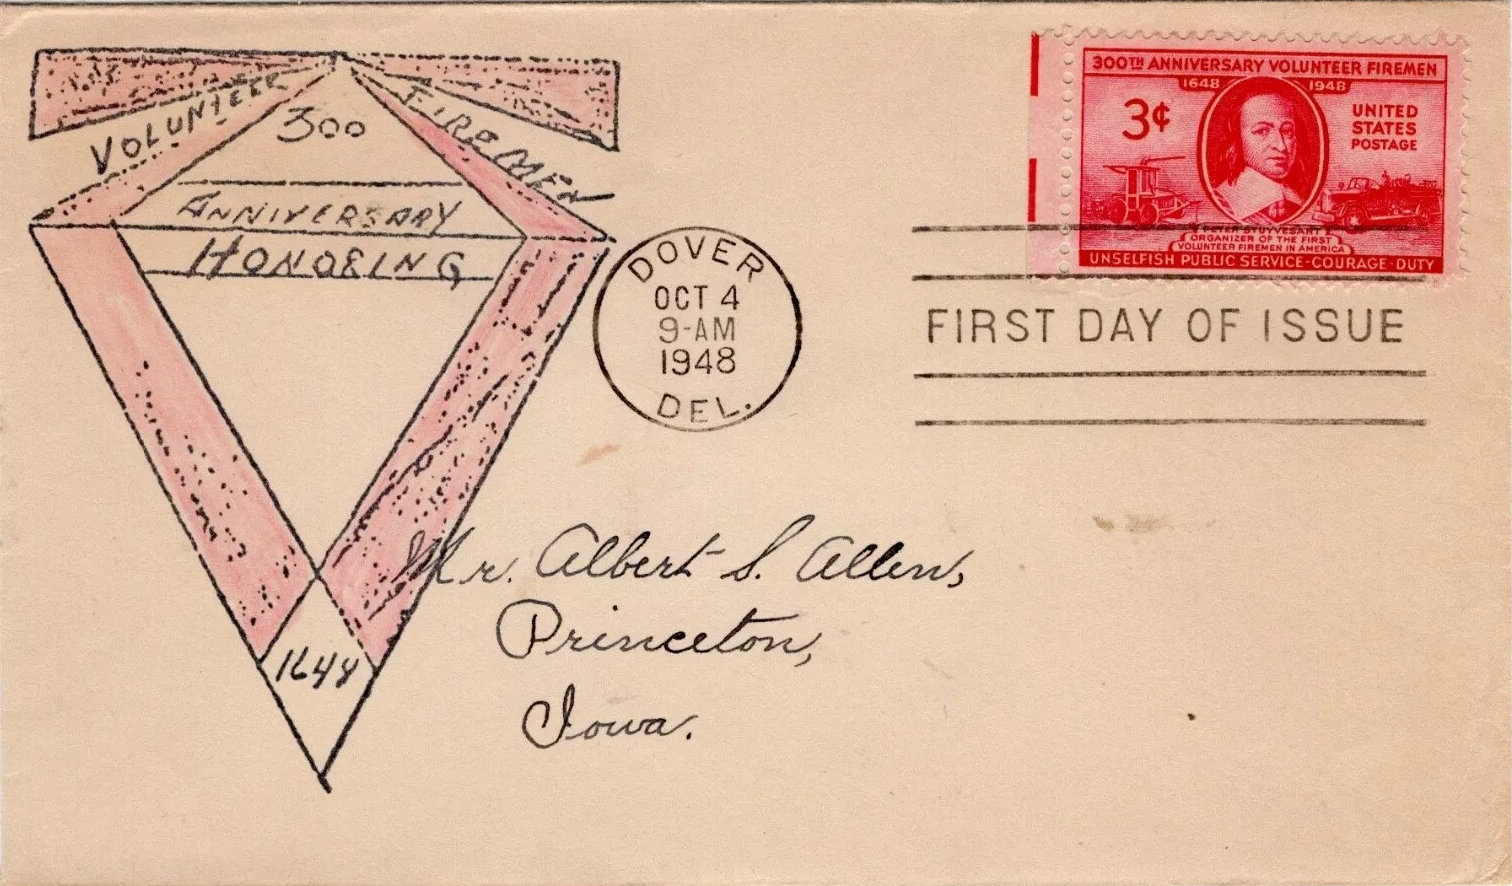 VOLUNTEER
FIREMEN
300
ANNIVERSARY
HONORING
1648
DOVER
OCT 4
9-AM
1948
DEL.
300TH ANNIVERSARY VOLUNTEER FIREMEN
1648 1948
3¢
UNITED
STATES
POSTAGE
PETER STUYVESANT
ORGANIZER OF THE FIRST
VOLUNTEER FIREMEN IN AMERICA
UNSELFISH PUBLIC SERVICE·COURAGE·DUTY
FIRST DAY OF ISSUE
Mr. Albert S. Allen,
Princeton,
Iowa.